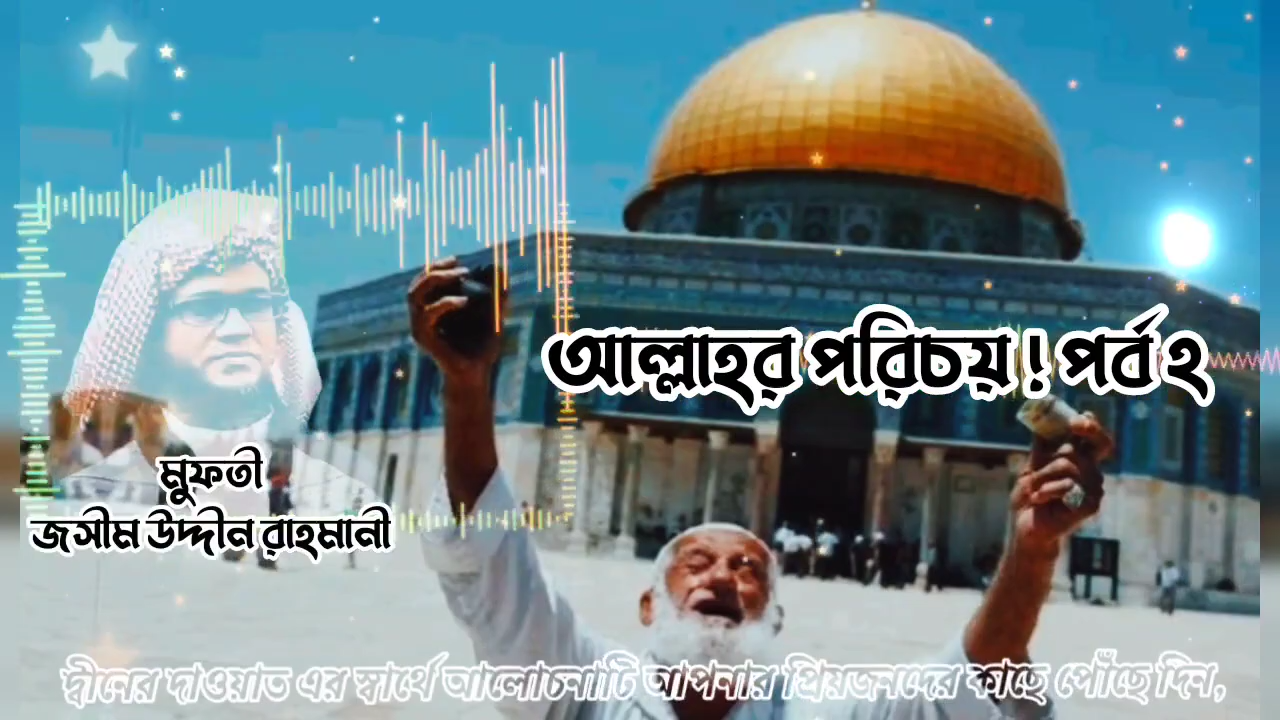 আল্লাহর পরিচয় ! পর্ব ২
মুফতী
জসীম উদ্দীন রাহমানী
দ্বীনের দাওয়াত এর স্বার্থে আলোচনাটি আপনার প্রিয়জনদের কাছে পৌঁছে দিন,